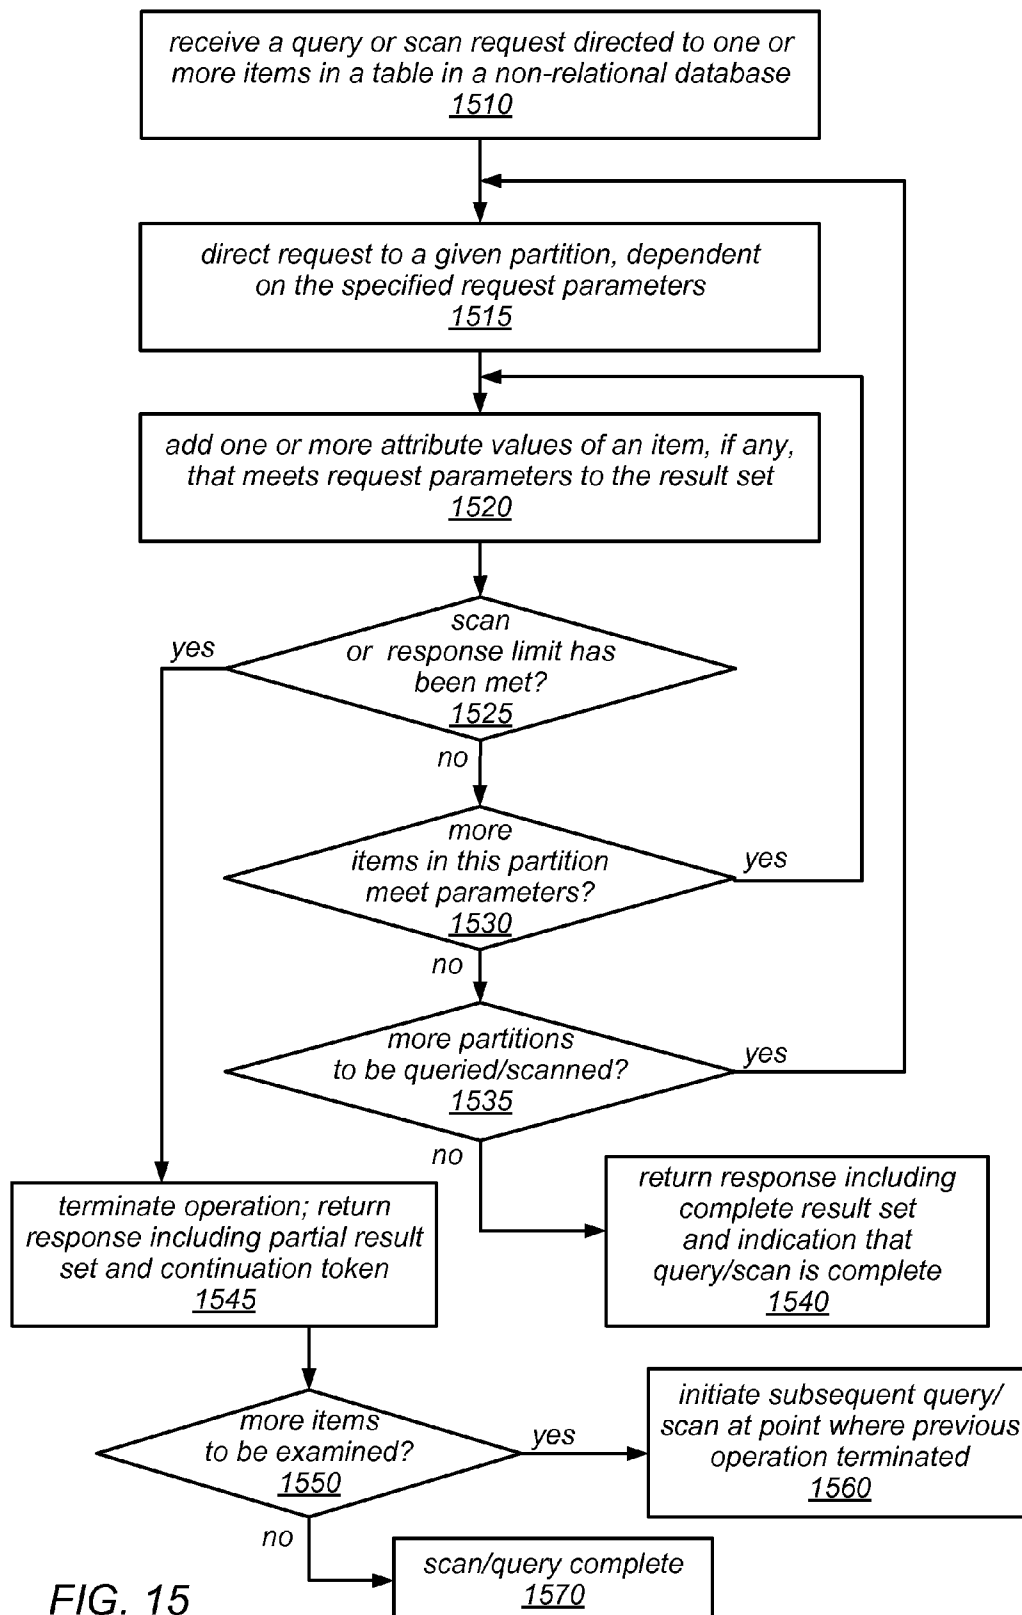 receive a query or scan request directed to one or
more items in a table in a non-relational database
1510
direct request to a given partition, dependent
on the specified request parameters
1515
add one or more attribute values of an item, if any,
that meets request parameters to the result set
1520
scan
or response limit has
been met?
1525
yes
no
more
items in this partition
meet parameters?
1530
yes
no
more partitions
to be queried/scanned?
1535
yes
no
return response including
complete result set
and indication that
query/scan is complete
1540
terminate operation; return
response including partial result
set and continuation token
1545
more items
to be examined?
1550
yes
no
initiate subsequent query/
scan at point where previous
operation terminated
1560
scan/query complete
1570
FIG. 15